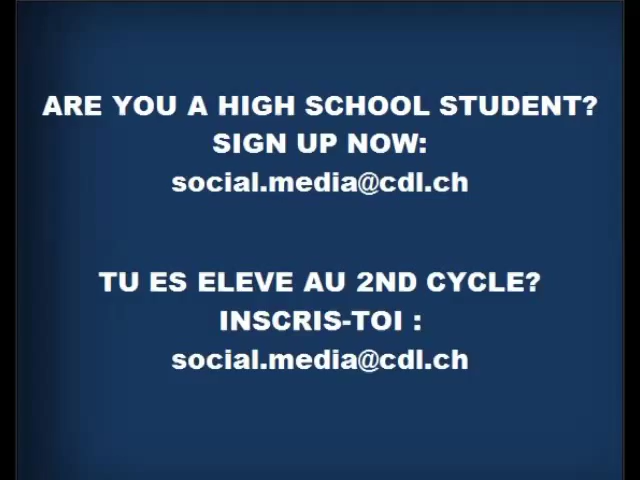 ARE YOU A HIGH SCHOOL STUDENT?
SIGN UP NOW:
social.media@cdl.ch
TU ES ELEVE AU 2ND CYCLE?
INSCRIS-TOI :
social.media@cdl.ch